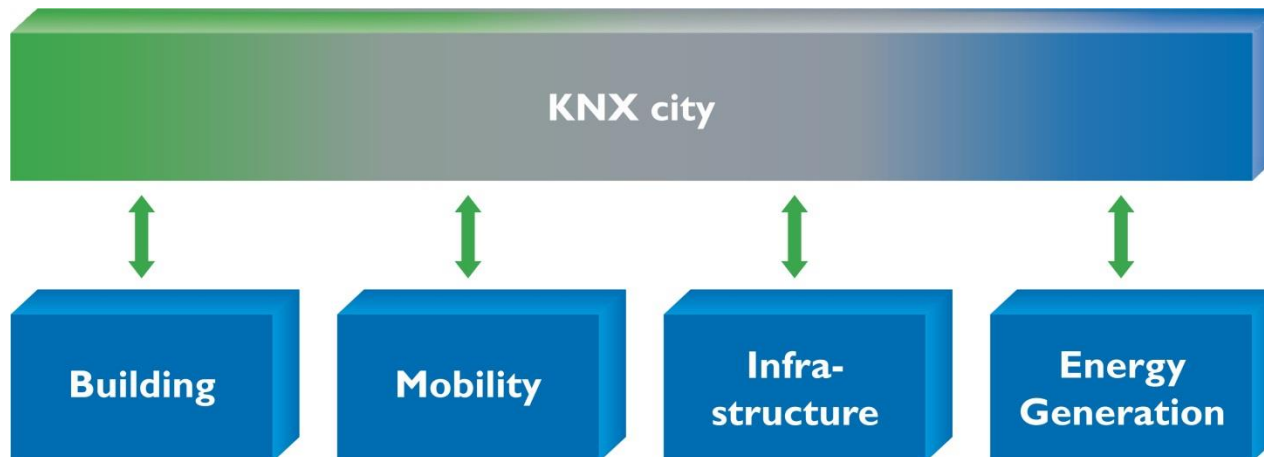 KNX city
Building
Mobility
Infra-
structure
Energy
Generation